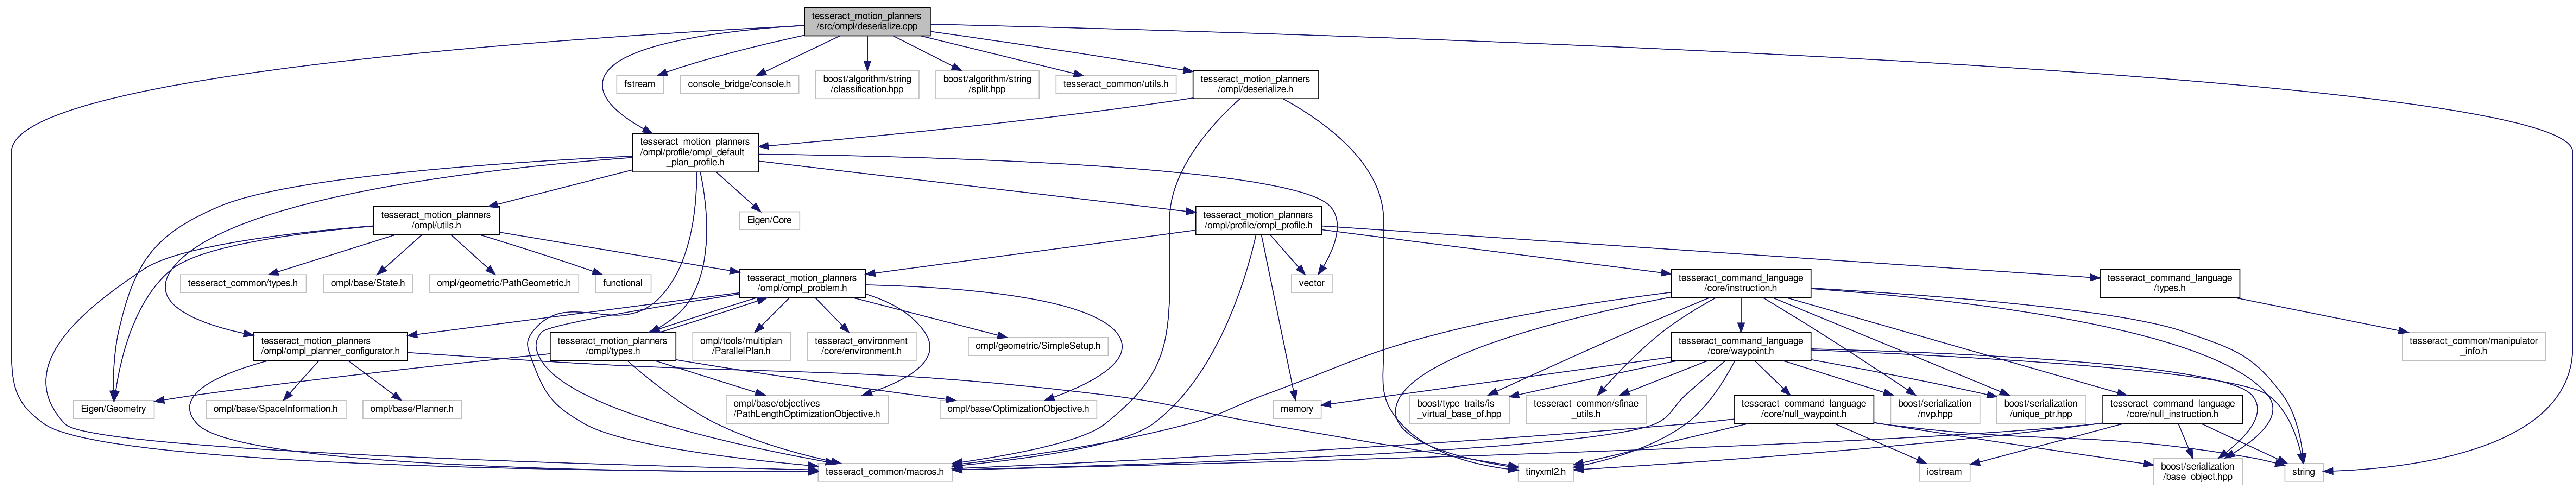 tesseract_motion_planners
/src/ompl/deserialize.cpp
fstream
console_bridge/console.h
boost/algorithm/string
/classification.hpp
boost/algorithm/string
/split.hpp
tesseract_common/utils.h
tesseract_motion_planners
/ompl/deserialize.h
tesseract_motion_planners
/ompl/profile/ompl_default
_plan_profile.h
tesseract_motion_planners
/ompl/utils.h
Eigen/Core
tesseract_motion_planners
/ompl/profile/ompl_profile.h
tesseract_common/types.h
ompl/base/State.h
ompl/geometric/PathGeometric.h
functional
tesseract_motion_planners
/ompl/ompl_problem.h
vector
tesseract_command_language
/core/instruction.h
tesseract_command_language
/types.h
tesseract_motion_planners
/ompl/ompl_planner_configurator.h
tesseract_motion_planners
/ompl/types.h
ompl/tools/multiplan
/ParallelPlan.h
tesseract_environment
/core/environment.h
ompl/geometric/SimpleSetup.h
tesseract_command_language
/core/waypoint.h
tesseract_common/manipulator
_info.h
Eigen/Geometry
ompl/base/SpaceInformation.h
ompl/base/Planner.h
ompl/base/objectives
/PathLengthOptimizationObjective.h
ompl/base/OptimizationObjective.h
memory
boost/type_traits/is
_virtual_base_of.hpp
tesseract_common/sfinae
_utils.h
tesseract_command_language
/core/null_waypoint.h
boost/serialization
/nvp.hpp
boost/serialization
/unique_ptr.hpp
tesseract_command_language
/core/null_instruction.h
tesseract_common/macros.h
tinyxml2.h
iostream
boost/serialization
/base_object.hpp
string